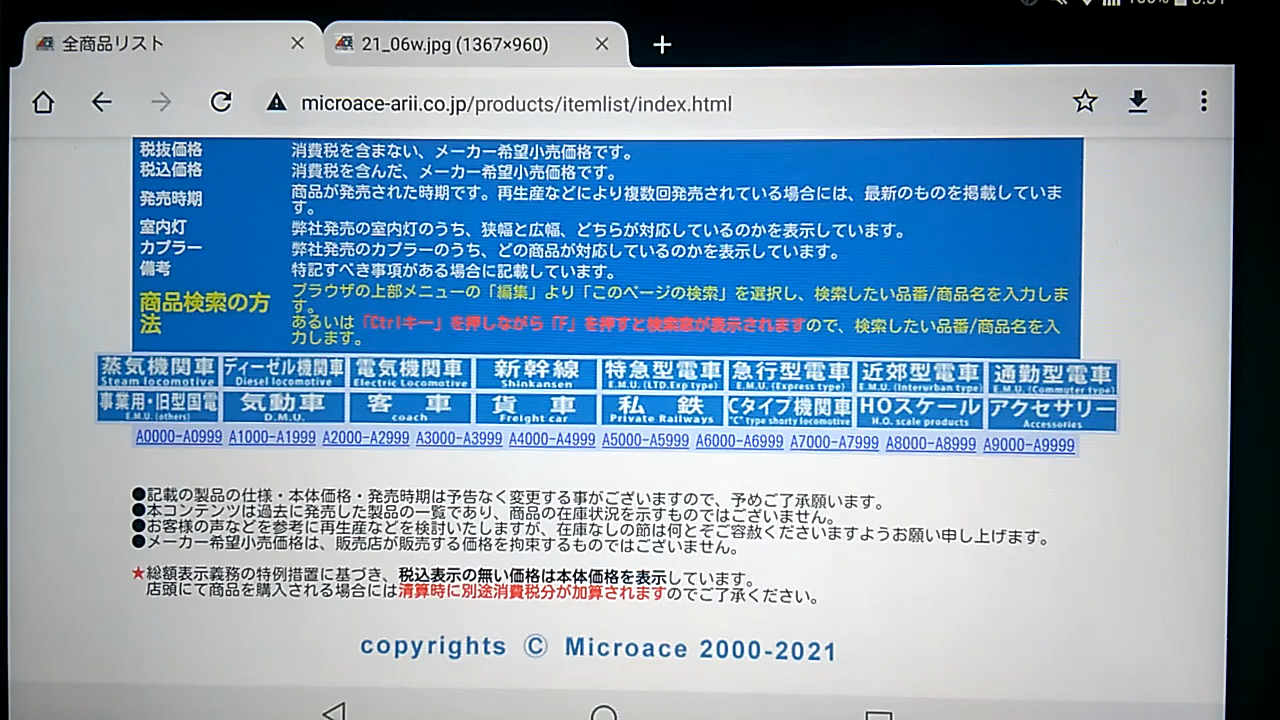 全商品リスト
21_06w.jpg (1367×960)
microace-arii.co.jp/products/itemlist/index.html
税抜価格 消費税を含まない、メーカー希望小売価格です。
税込価格 消費税を含んだ、メーカー希望小売価格です。
発売時期 商品が発売された時期です。再生産などにより複数回発売されている場合には、最新のものを掲載していま
す。
室内灯 弊社発売の室内灯のうち、狭幅と広幅、どちらが対応しているのかを表示しています。
カプラー 弊社発売のカプラーのうち、どの商品が対応しているのかを表示しています。
備考 特記すべき事項がある場合に記載しています。
商品検索の方
法
ブラウザの上部メニューの「編集」より「このページの検索」を選択し、検索したい品番/商品名を入力しま
す。
あるいは「Ctrlキー」を押しながら「F」を押すと検索窓が表示されますので、検索したい品番/商品名を入
力します。
蒸気機関車 ディーゼル機関車 電気機関車 新幹線 特急型電車 急行型電車 近郊型電車 通勤型電車
Steam locomotive Diesel locomotive Electric Locomotive Shinkansen E.M.U.(LTD.Exp type) E.M.U.(Express type) E.M.U.(Interurban type) E.M.U.(Commuter type)
事業用・旧型国電 気動車 客車 貨車 私鉄 Cタイプ機関車 HOスケール アクセサリー
E.M.U.(others) D.M.U. coach Freight car Private Railways "C" type shorty locomotive H.O. scale products Accessories
A0000-A0999 A1000-A1999 A2000-A2999 A3000-A3999 A4000-A4999 A5000-A5999 A6000-A6999 A7000-A7999 A8000-A8999 A9000-A9999
●記載の製品の仕様・本体価格・発売時期は予告なく変更する事がございますので、予めご了承願います。
●本コンテンツは過去に発売した製品の一覧であり、商品の在庫状況を示すものではございません。
●お客様の声などを参考に再生産などを検討いたしますが、在庫なしの節は何とぞご容赦くださいますようお願い申し上げます。
●メーカー希望小売価格は、販売店が販売する価格を拘束するものではございません。
★総額表示義務の特例措置に基づき、税込表示の無い価格は本体価格を表示しています。
店頭にて商品を購入される場合には清算時に別途消費税分が加算されますのでご了承ください。
copyrights © Microace 2000-2021